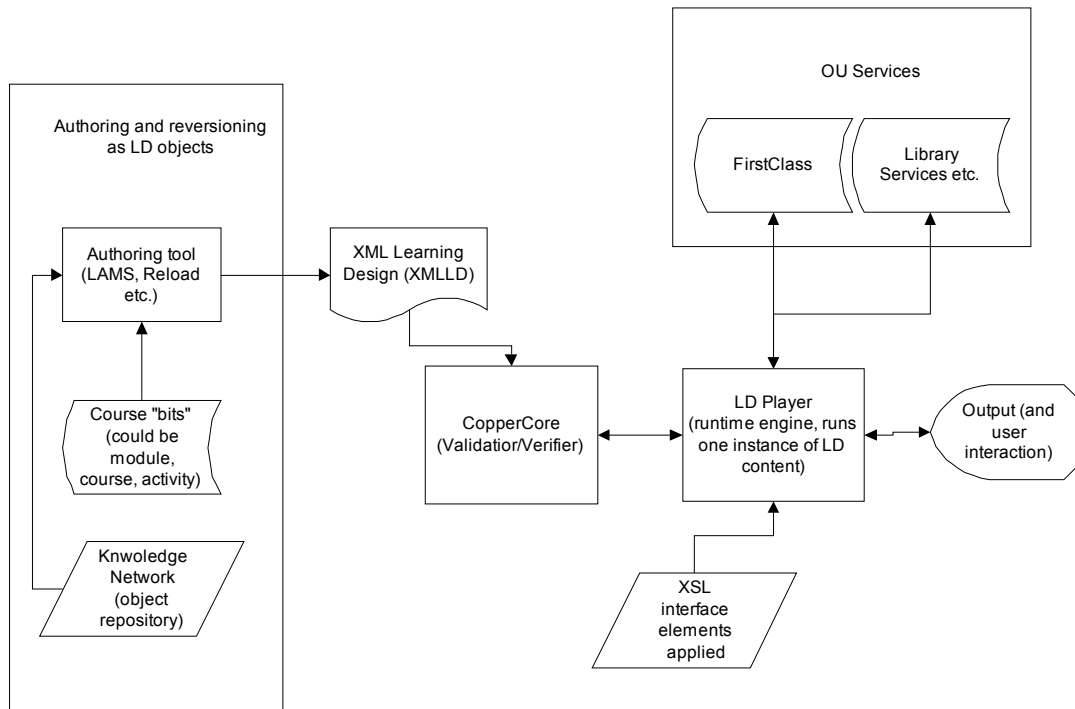 OU Services
FirstClass
Library
Services etc.
Authoring and reversioning
as LD objects
Authoring tool
(LAMS, Reload
etc.)
XML Learning
Design (XMLLD)
Course "bits"
(could be
module,
course, activity)
Knwoledge
Network
(object
repository)
CopperCore
(Validatior/Verifier)
LD Player
(runtime engine, runs
one instance of LD
content)
Output (and
user
interaction)
XSL
interface
elements
applied